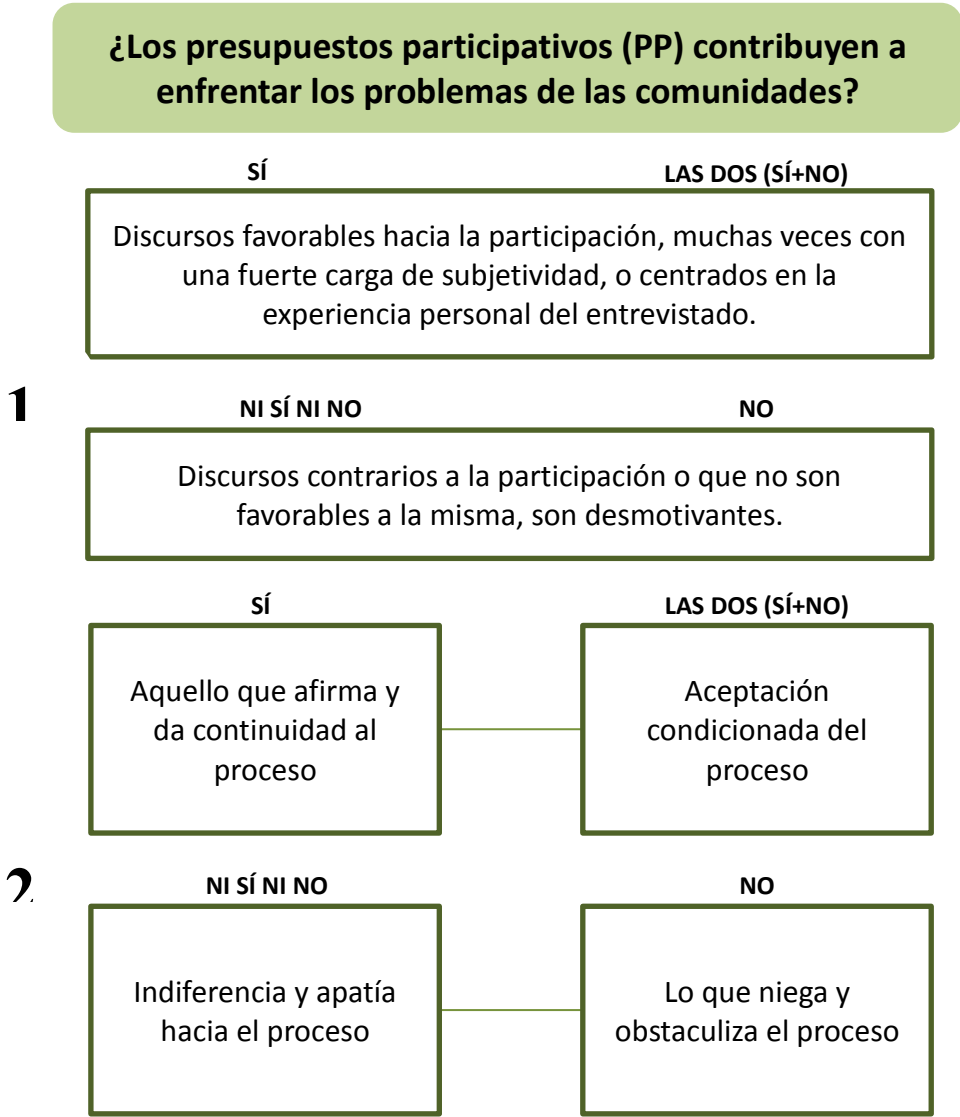 ¿Los presupuestos participativos (PP) contribuyen a
enfrentar los problemas de las comunidades?
SÍ
LAS DOS (SÍ+NO)
Discursos favorables hacia la participación, muchas veces con
una fuerte carga de subjetividad, o centrados en la
experiencia personal del entrevistado.
1
NI SÍ NI NO
NO
Discursos contrarios a la participación o que no son
favorables a la misma, son desmotivantes.
SÍ
LAS DOS (SÍ+NO)
Aquello que afirma y
da continuidad al
proceso
Aceptación
condicionada del
proceso
2
NI SÍ NI NO
NO
Indiferencia y apatía
hacia el proceso
Lo que niega y
obstaculiza el proceso